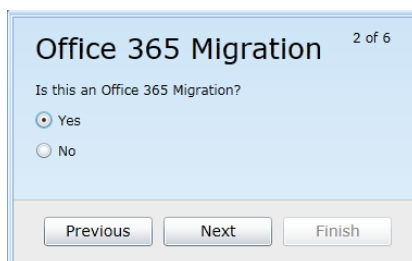 Office 365 Migration
2 of 6
Is this an Office 365 Migration?
Yes
No
Previous Next Finish